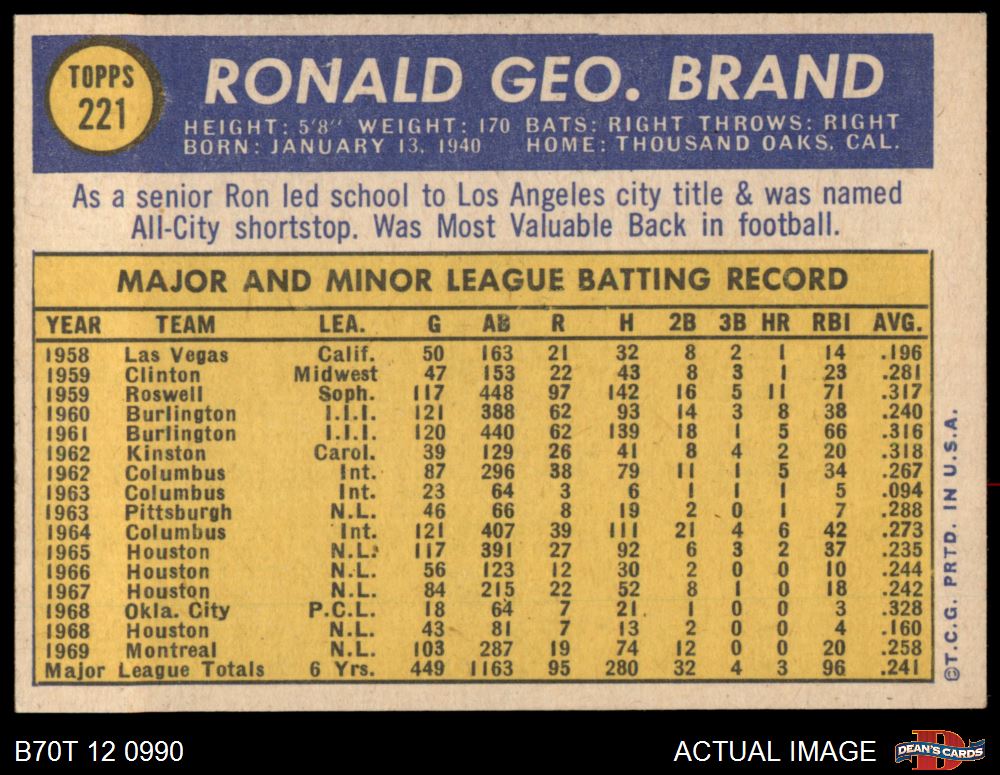 TOPPS
221
RONALD GEO. BRAND
HEIGHT: 5'8" WEIGHT: 170 BATS: RIGHT THROWS: RIGHT
BORN: JANUARY 13, 1940 HOME: THOUSAND OAKS, CAL.
As a senior Ron led school to Los Angeles city title & was named
All-City shortstop. Was Most Valuable Back in football.
MAJOR AND MINOR LEAGUE BATTING RECORD
YEAR TEAM LEA. G AB R H 2B 3B HR RBI AVG.
1958 Las Vegas Calif. 50 163 21 32 8 2 1 14 .196
1959 Clinton Midwest 47 153 22 43 8 3 1 23 .281
1959 Roswell Soph. 117 448 97 142 16 5 11 71 .317
1960 Burlington I.I.I. 121 388 62 93 14 3 8 38 .240
1961 Burlington I.I.I. 120 440 62 139 18 1 5 66 .316
1962 Kinston Carol. 39 129 26 41 8 4 2 20 .318
1962 Columbus Int. 87 296 38 79 11 1 5 34 .267
1963 Columbus Int. 23 64 3 6 1 1 1 5 .094
1963 Pittsburgh N.L. 46 66 8 19 2 0 1 7 .288
1964 Columbus Int. 121 407 39 111 21 4 6 42 .273
1965 Houston N.L. 117 391 27 92 6 3 2 37 .235
1966 Houston N.L. 56 123 12 30 2 0 0 10 .244
1967 Houston N.L. 84 215 22 52 8 1 0 18 .242
1968 Okla. City P.C.L. 18 64 7 21 1 0 0 3 .328
1968 Houston N.L. 43 81 7 13 2 0 0 4 .160
1969 Montreal N.L. 103 287 19 74 12 0 0 20 .258
Major League Totals 6 Yrs. 449 1163 95 280 32 4 3 96 .241
©T.C.G. PRTD. IN U.S.A.
B70T 12 0990
ACTUAL IMAGE
DEAN'S CARDS